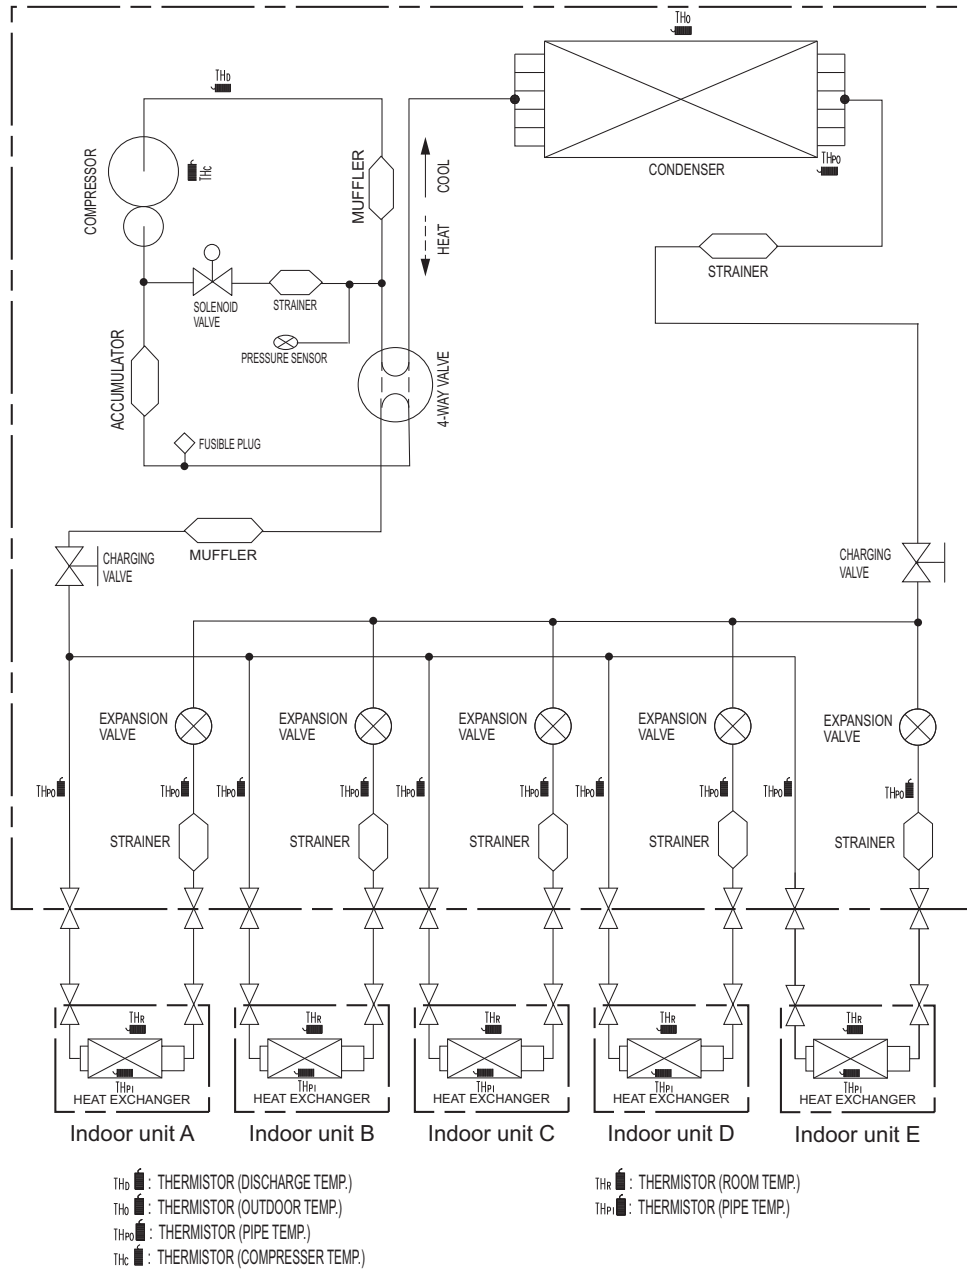 THO
THD
COMPRESSOR
THC
MUFFLER
COOL
HEAT
CONDENSER
THPO
STRAINER
SOLENOID
VALVE
STRAINER
PRESSURE SENSOR
ACCUMULATOR
4-WAY VALVE
FUSIBLE PLUG
MUFFLER
CHARGING
VALVE
CHARGING
VALVE
EXPANSION
VALVE
EXPANSION
VALVE
EXPANSION
VALVE
EXPANSION
VALVE
EXPANSION
VALVE
THPO THPO THPO THPO THPO THPO THPO THPO THPO THPO
STRAINER STRAINER STRAINER STRAINER STRAINER
THR THR THR THR THR
THPI THPI THPI THPI THPI
HEAT EXCHANGER HEAT EXCHANGER HEAT EXCHANGER HEAT EXCHANGER HEAT EXCHANGER
Indoor unit A Indoor unit B Indoor unit C Indoor unit D Indoor unit E
THD : THERMISTOR (DISCHARGE TEMP.)
THO : THERMISTOR (OUTDOOR TEMP.)
THPO : THERMISTOR (PIPE TEMP.)
THC : THERMISTOR (COMPRESSER TEMP.)
THR : THERMISTOR (ROOM TEMP.)
THPI : THERMISTOR (PIPE TEMP.)